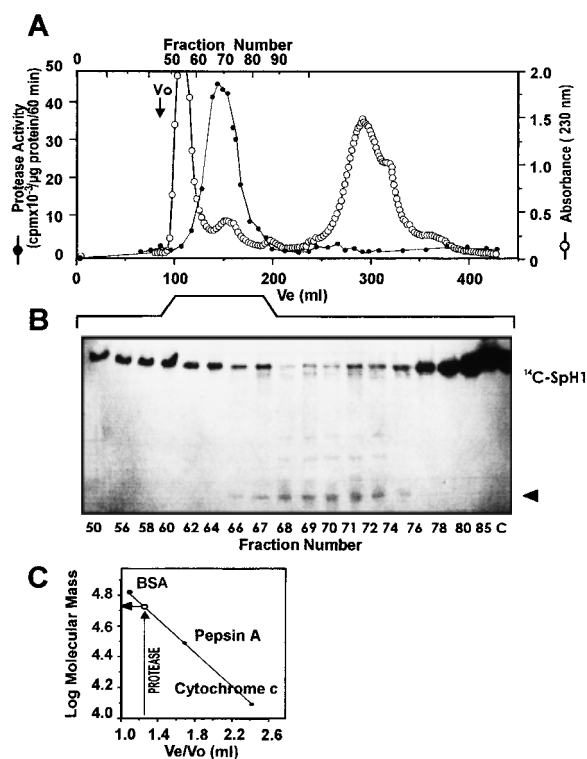 A
Fraction Number
0 50 60 70 80 90
Vo
Protease Activity
(cpmx10-3/µg protein/60 min)
50
40
30
20
10
0
2.0
1.5
1.0
0.5
0
Absorbance ( 230 nm)
0 100 200 300 400
Ve (ml)
B
14C-SpH1
50 56 58 60 62 64 66 67 68 69 70 71 72 74 76 78 80 85 C
Fraction Number
C
Log Molecular Mass
4.8
4.6
4.4
4.2
4.0
BSA
Pepsin A
Cytochrome c
PROTEASE
1.0 1.4 1.8 2.2 2.6
Ve/Vo (ml)